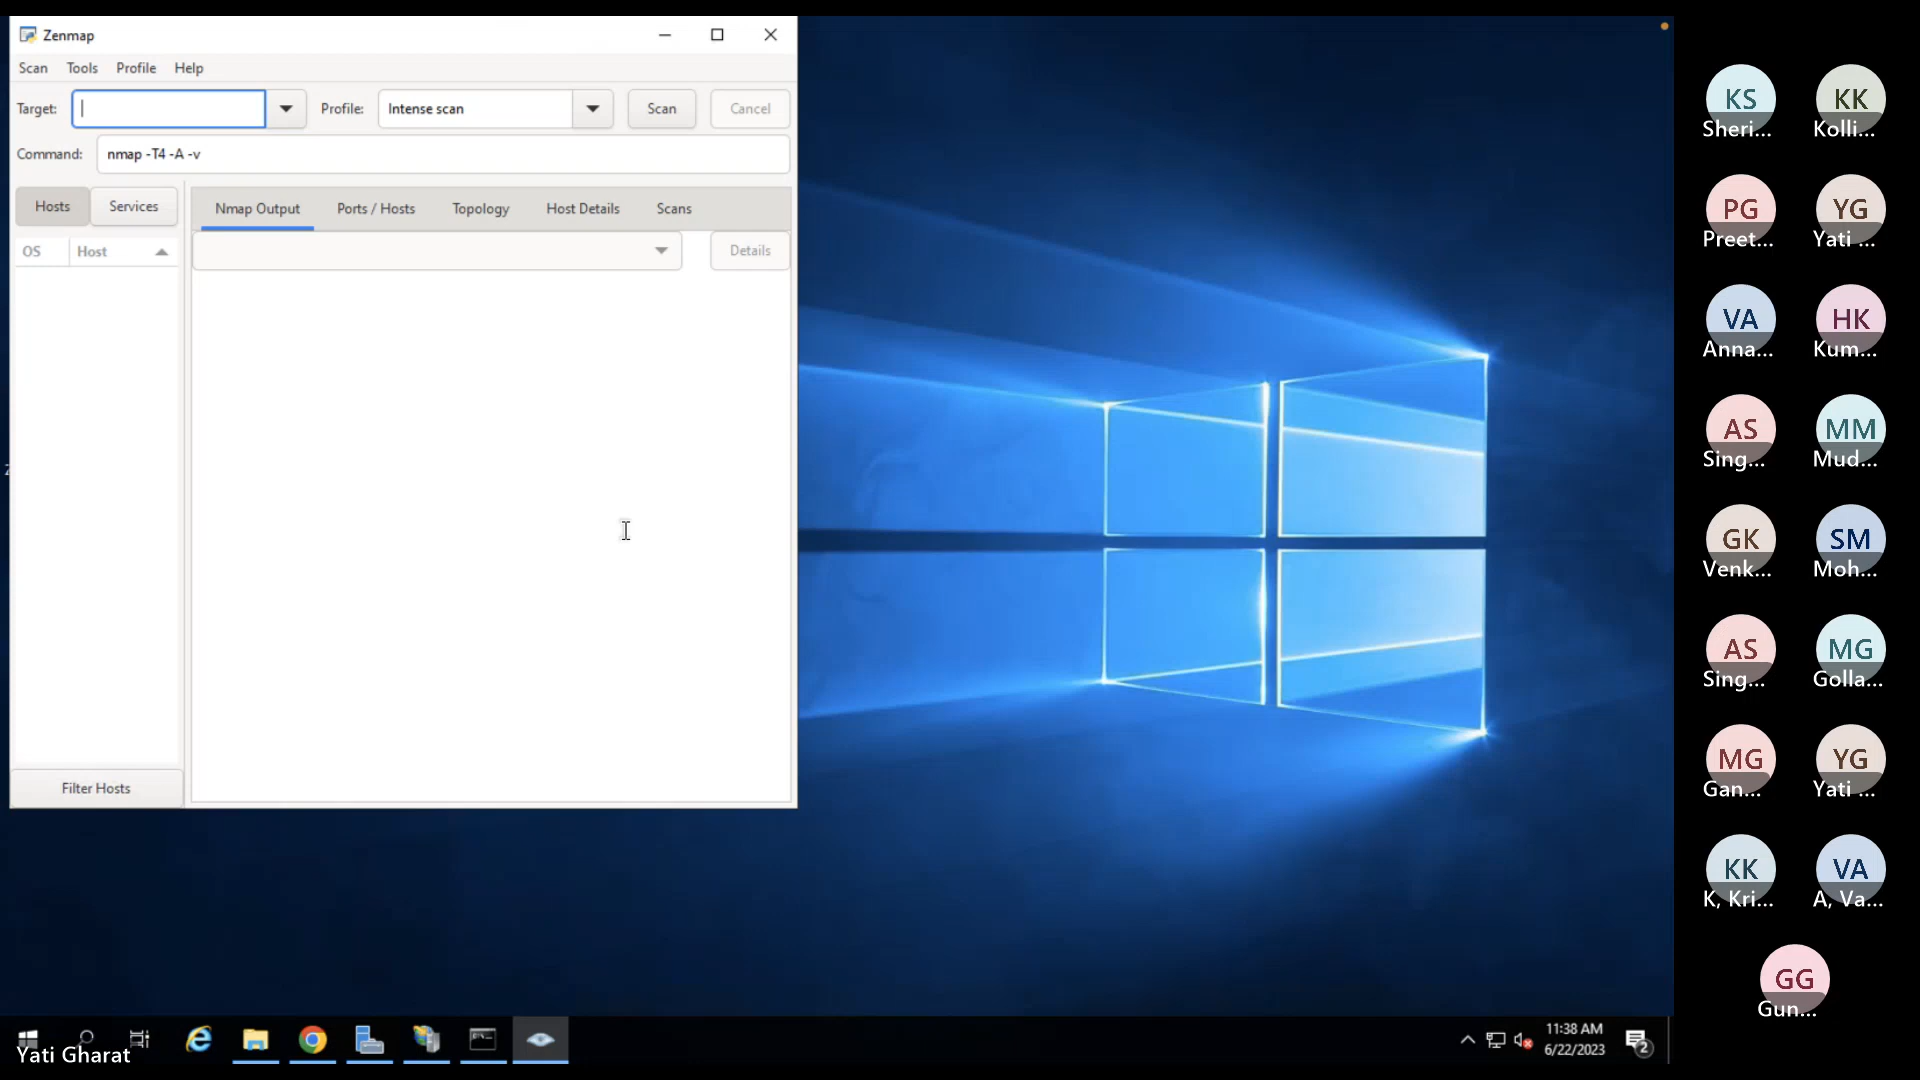 Zenmap
Scan Tools Profile Help
Target: Profile: Intense scan Scan Cancel
Command: nmap -T4 -A -v
Hosts Services
Nmap Output Ports / Hosts Topology Host Details Scans
OS Host
Details
Filter Hosts
KS KK
Sheri... Kolli...
PG YG
Preet... Yati ...
VA HK
Anna... Kum...
AS MM
Sing... Mud...
GK SM
Venk... Moh...
AS MG
Sing... Golla...
MG YG
Gan... Yati ...
KK VA
K, Kri... A, Va...
GG
Gun...
11:38 AM
6/22/2023
2
Yati Gharat